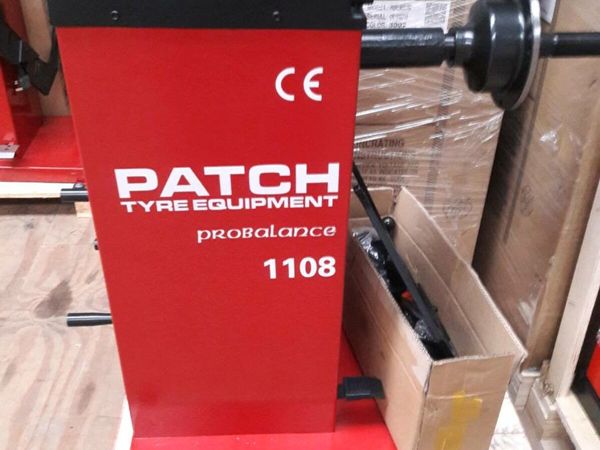 CE
PATCH
TYRE EQUIPMENT
PROBALANCE
1108